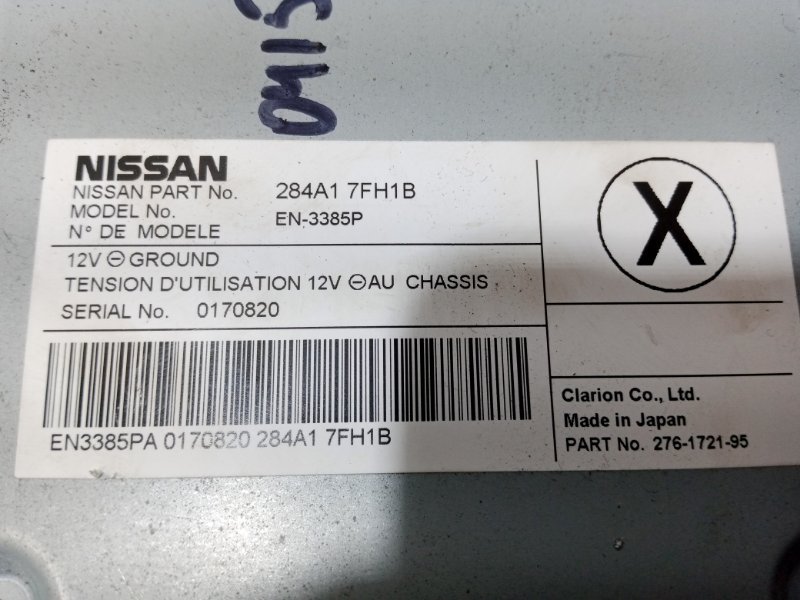 NISSAN
NISSAN PART No. 284A1 7FH1B
MODEL No. EN-3385P
N° DE MODELE
12V ⊖ GROUND
TENSION D'UTILISATION 12V ⊖ AU CHASSIS
SERIAL No. 0170820
EN3385PA 0170820 284A1 7FH1B
X
Clarion Co., Ltd.
Made in Japan
PART No. 276-1721-95